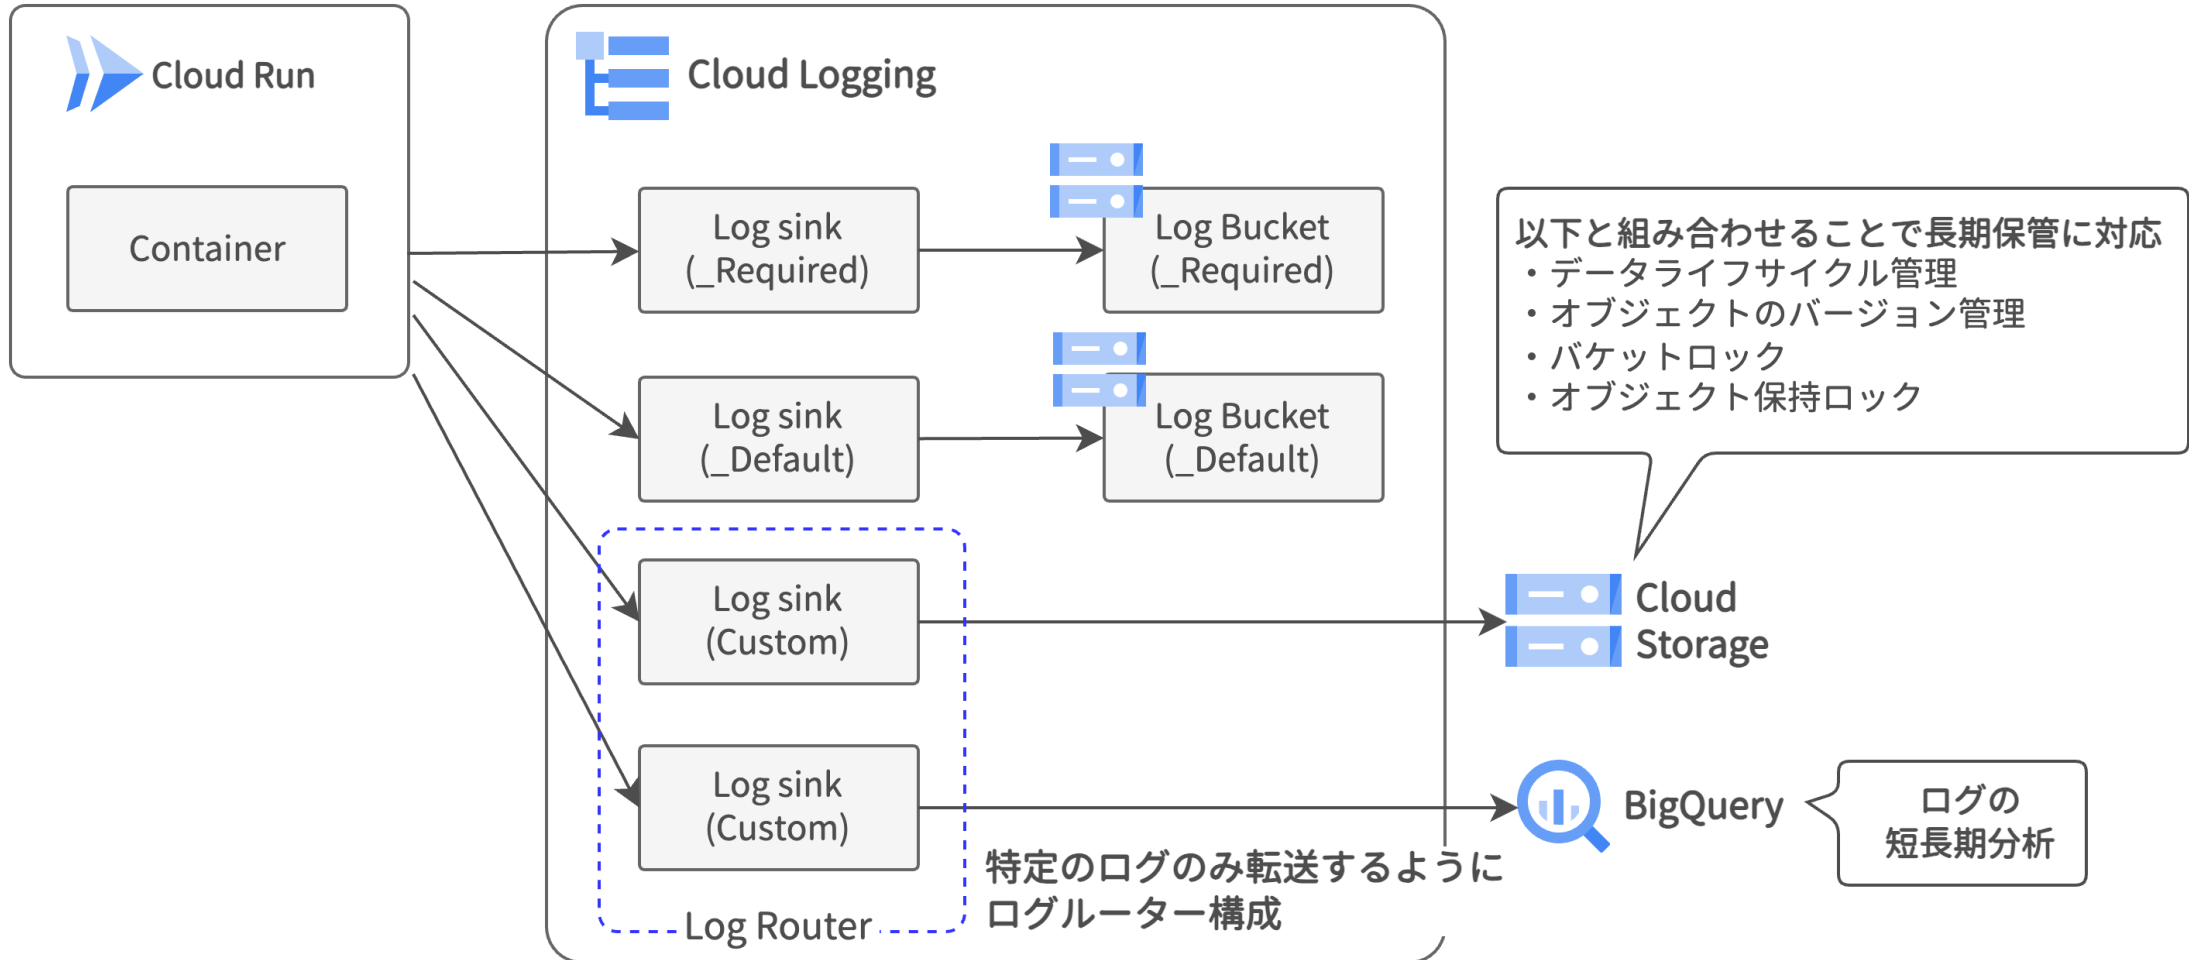 Cloud Run
Container
Cloud Logging
Log sink
(_Required)
Log Bucket
(_Required)
Log sink
(_Default)
Log Bucket
(_Default)
Log sink
(Custom)
Log sink
(Custom)
Log Router
特定のログのみ転送するように
ログルーター構成
以下と組み合わせることで長期保管に対応
・データライフサイクル管理
・オブジェクトのバージョン管理
・バケットロック
・オブジェクト保持ロック
Cloud
Storage
BigQuery
ログの
短長期分析